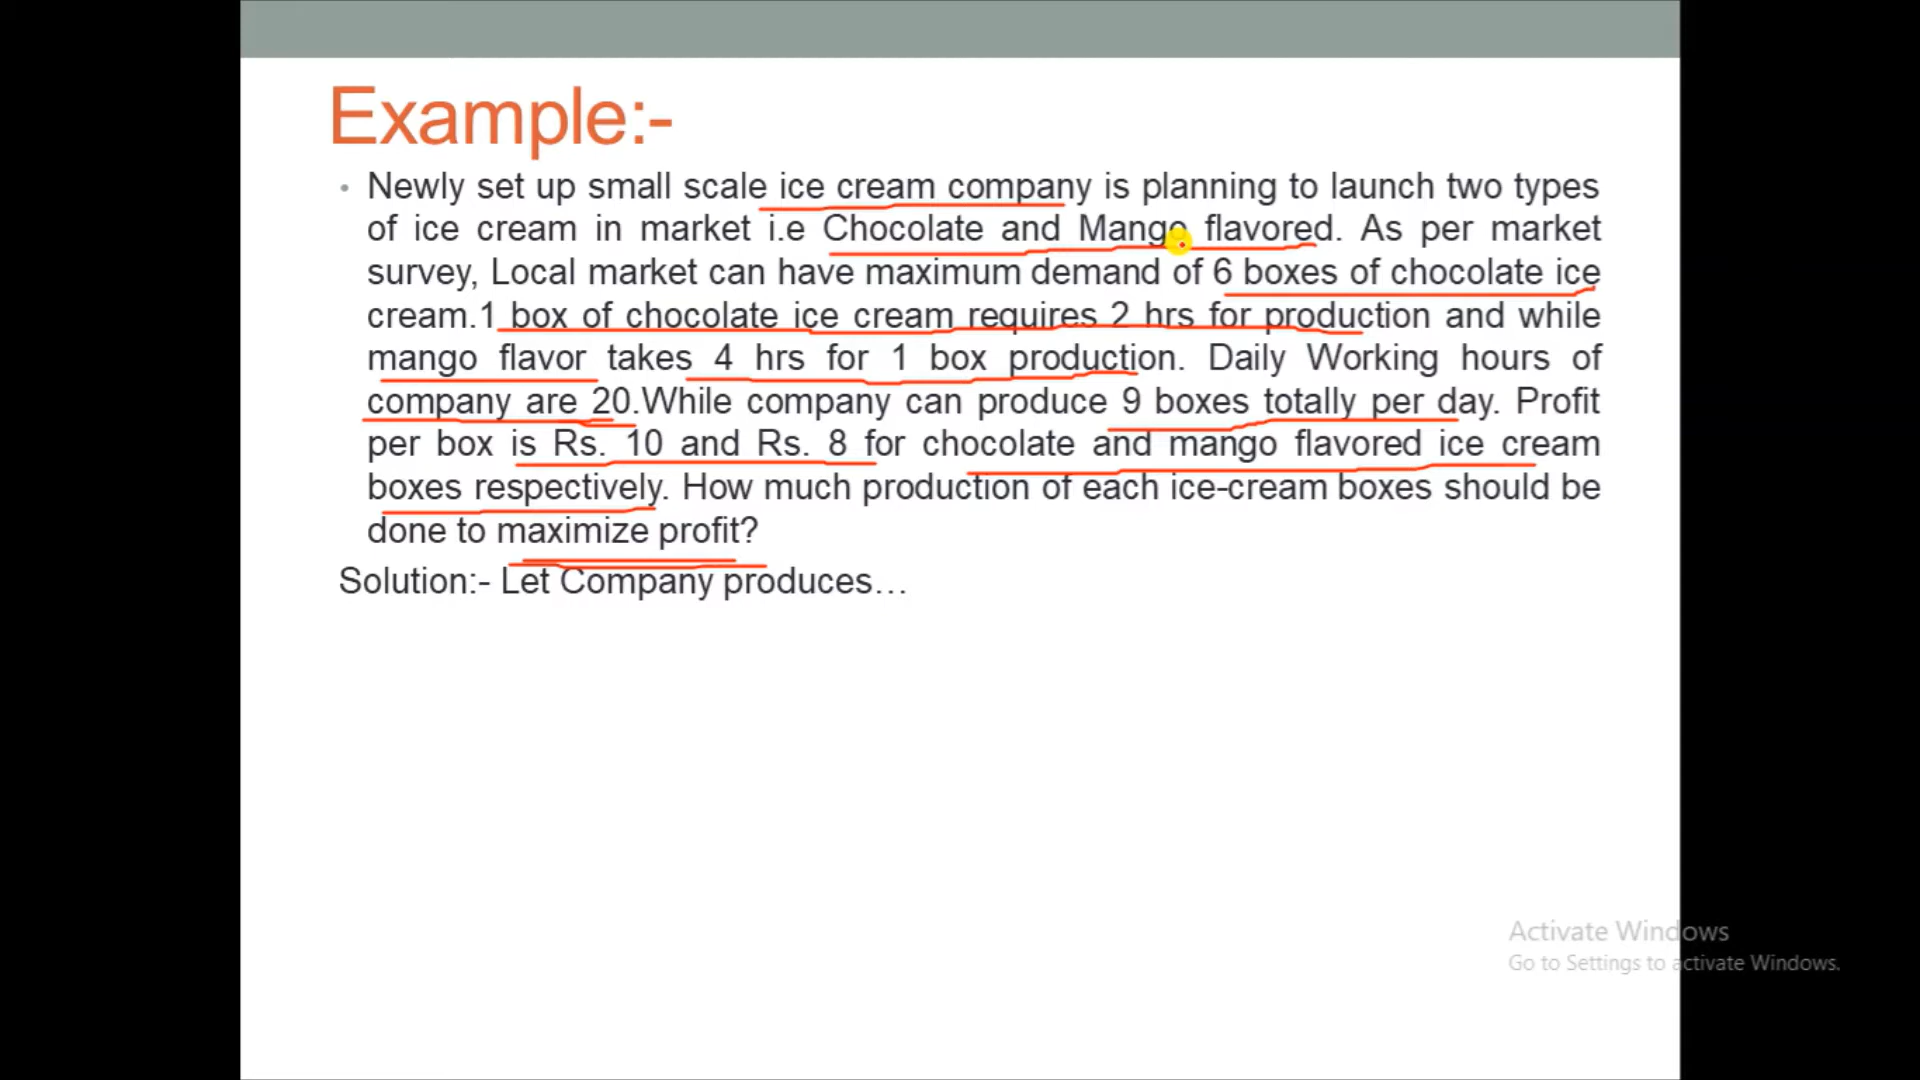 Example:-
• Newly set up small scale ice cream company is planning to launch two types
of ice cream in market i.e Chocolate and Mango flavored. As per market
survey, Local market can have maximum demand of 6 boxes of chocolate ice
cream.1 box of chocolate ice cream requires 2 hrs for production and while
mango flavor takes 4 hrs for 1 box production. Daily Working hours of
company are 20.While company can produce 9 boxes totally per day. Profit
per box is Rs. 10 and Rs. 8 for chocolate and mango flavored ice cream
boxes respectively. How much production of each ice-cream boxes should be
done to maximize profit?
Solution:- Let Company produces…
Activate Windows
Go to Settings to activate Windows.